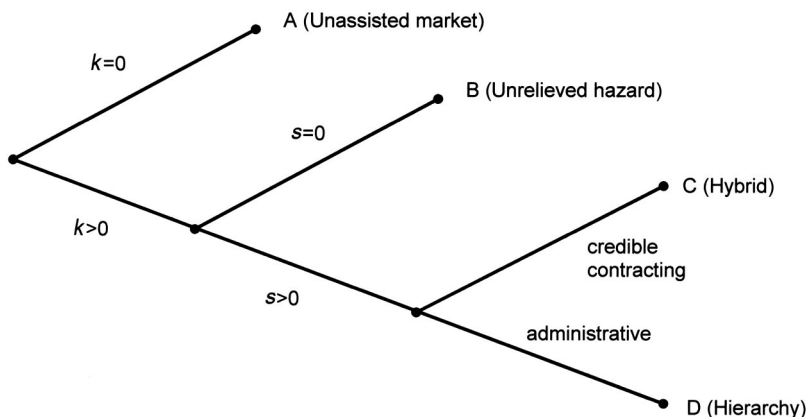 A (Unassisted market)
k=0
B (Unrelieved hazard)
s=0
C (Hybrid)
k>0
credible
contracting
s>0
administrative
D (Hierarchy)